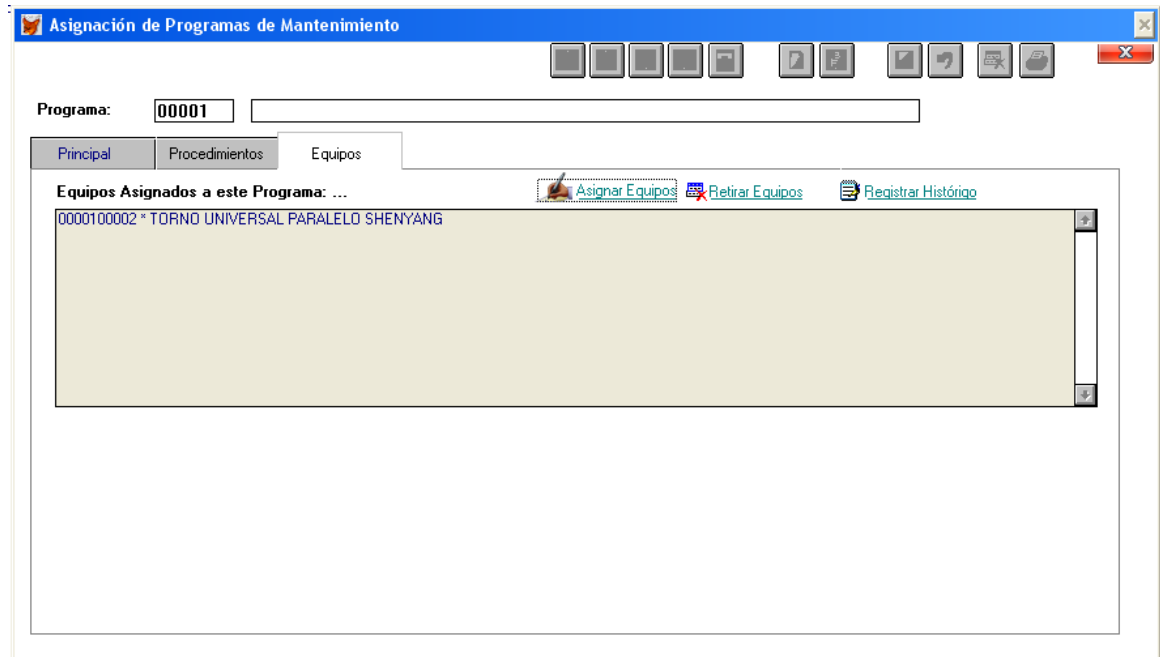 Asignación de Programas de Mantenimiento
X
Programa: 00001
Principal Procedimientos Equipos
Equipos Asignados a este Programa: ... Asignar Equipos Retirar Equipos Registrar Histórigo
0000100002 * TORNO UNIVERSAL PARALELO SHENYANG